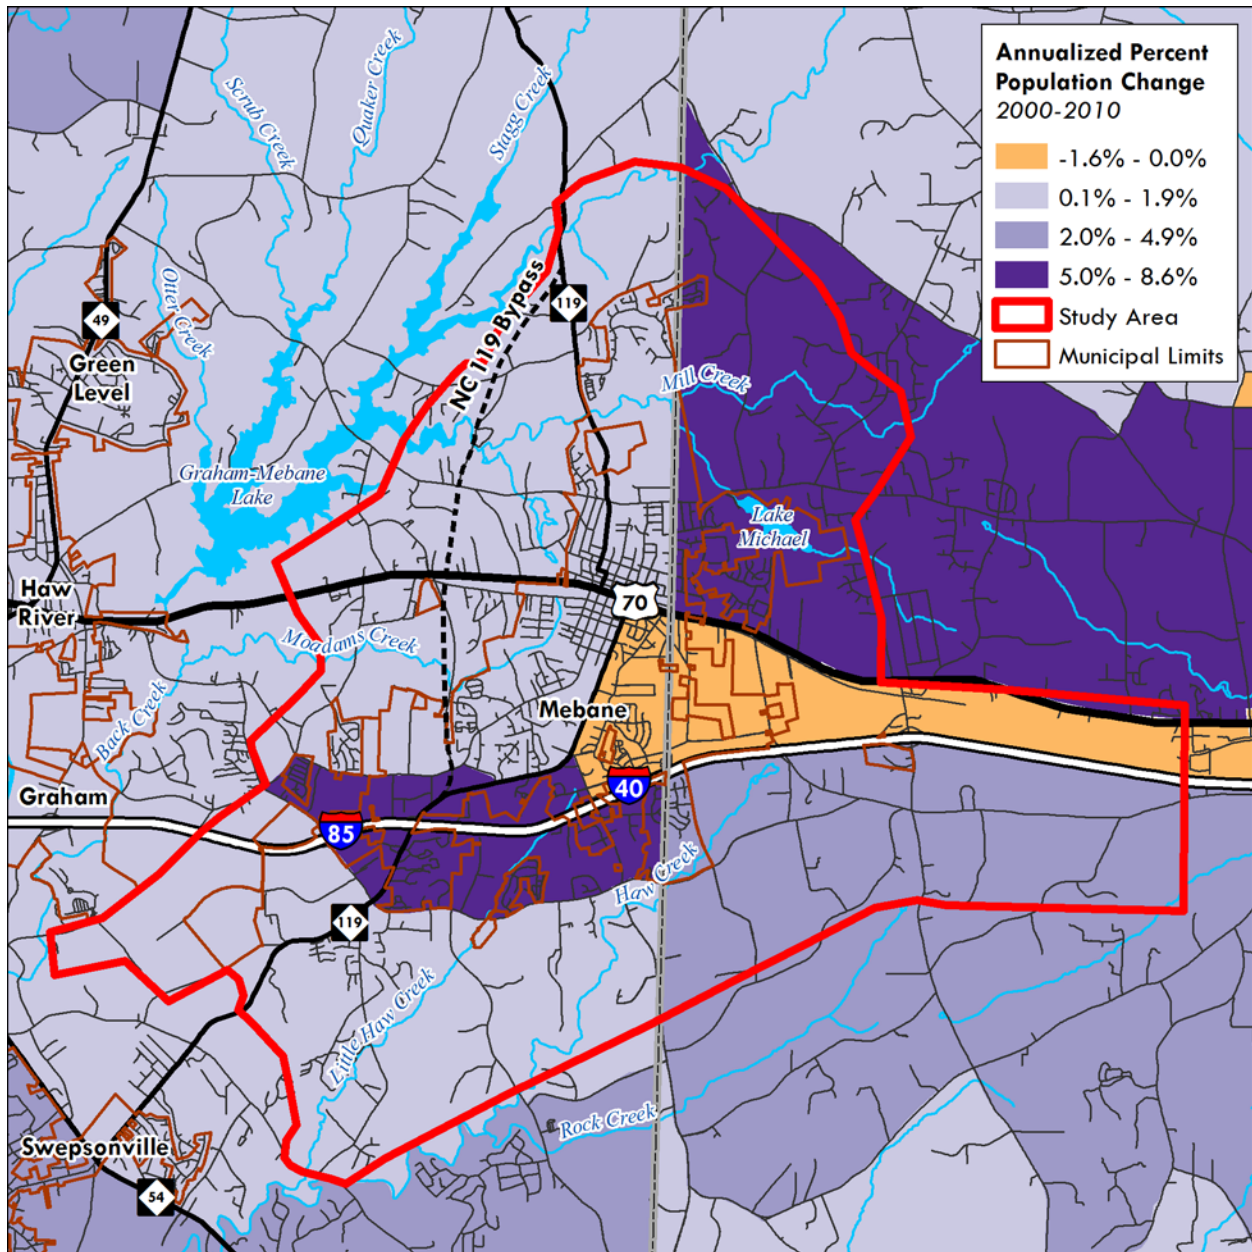 Annualized Percent
Population Change
2000-2010
-1.6% - 0.0%
0.1% - 1.9%
2.0% - 4.9%
5.0% - 8.6%
Study Area
Municipal Limits
Scrub Creek
Quaker Creek
Stagg Creek
Otter Creek
49
Green
Level
NC 119 Bypass
119
Mill Creek
Graham-Mebane
Lake
Lake
Michael
Haw
River
70
Moadams Creek
Back Creek
Mebane
Graham
40
85
Haw Creek
119
Little Haw Creek
Rock Creek
Swepsonville
54